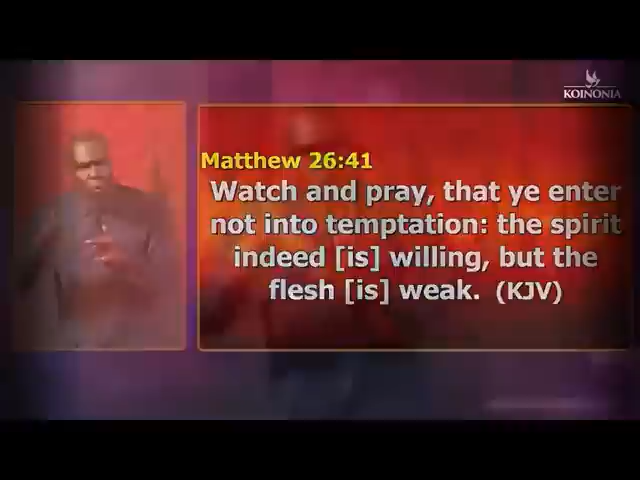 KOINONIA
Matthew 26:41
Watch and pray, that ye enter
not into temptation: the spirit
indeed [is] willing, but the
flesh [is] weak. (KJV)